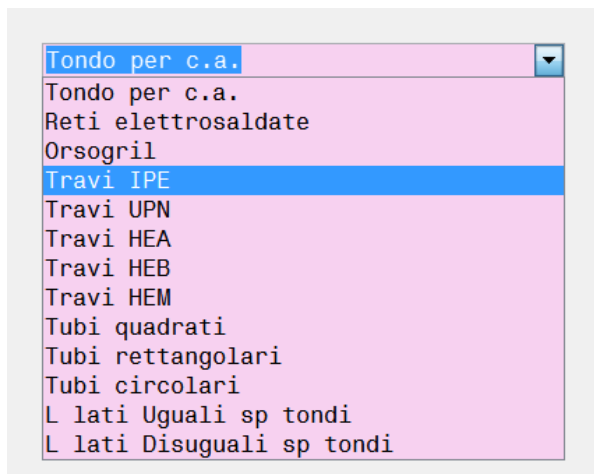 Tondo per c.a.
Tondo per c.a.
Reti elettrosaldate
Orsogril
Travi IPE
Travi UPN
Travi HEA
Travi HEB
Travi HEM
Tubi quadrati
Tubi rettangolari
Tubi circolari
L lati Uguali sp tondi
L lati Disuguali sp tondi